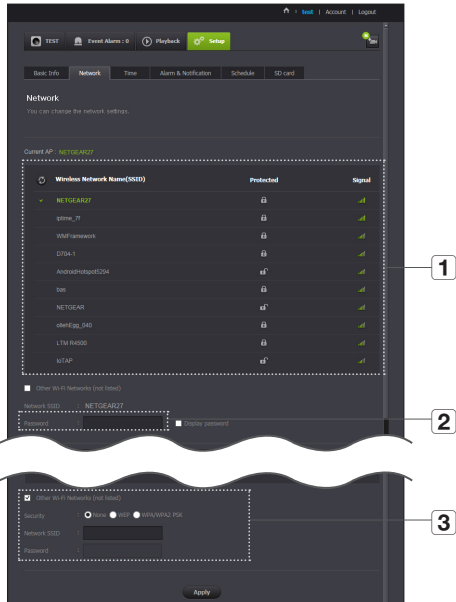 test | Account | Logout
TEST Event Alarm : 0 Playback Setup
Basic Info Network Time Alarm & Notification Schedule SD card
Network
You can change the network settings.
Current AP : NETGEAR27
Wireless Network Name(SSID) Protected Signal
NETGEAR27
iptime_7f
WMFramework
D704-1
AndroidHotspot5294
bas
NETGEAR
ollehEgg_040
LTM R4500
IoTAP
1
Other Wi-Fi Networks (not listed)
Network SSID : NETGEAR27
Password : Display password
2
Other Wi-Fi Networks (not listed)
Security : None WEP WPA/WPA2 PSK
Network SSID :
Password :
3
Apply